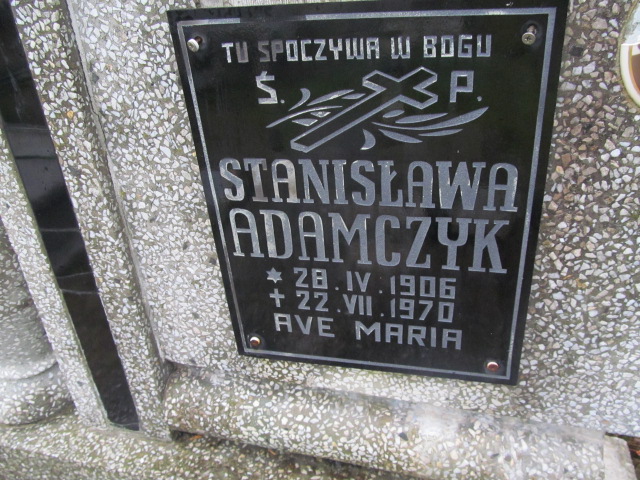 TU SPOCZYWA W BOGU
Ś. P.
STANISŁAWA
ADAMCZYK
* 28.IV.1906
+ 22.VII.1970
AVE MARIA